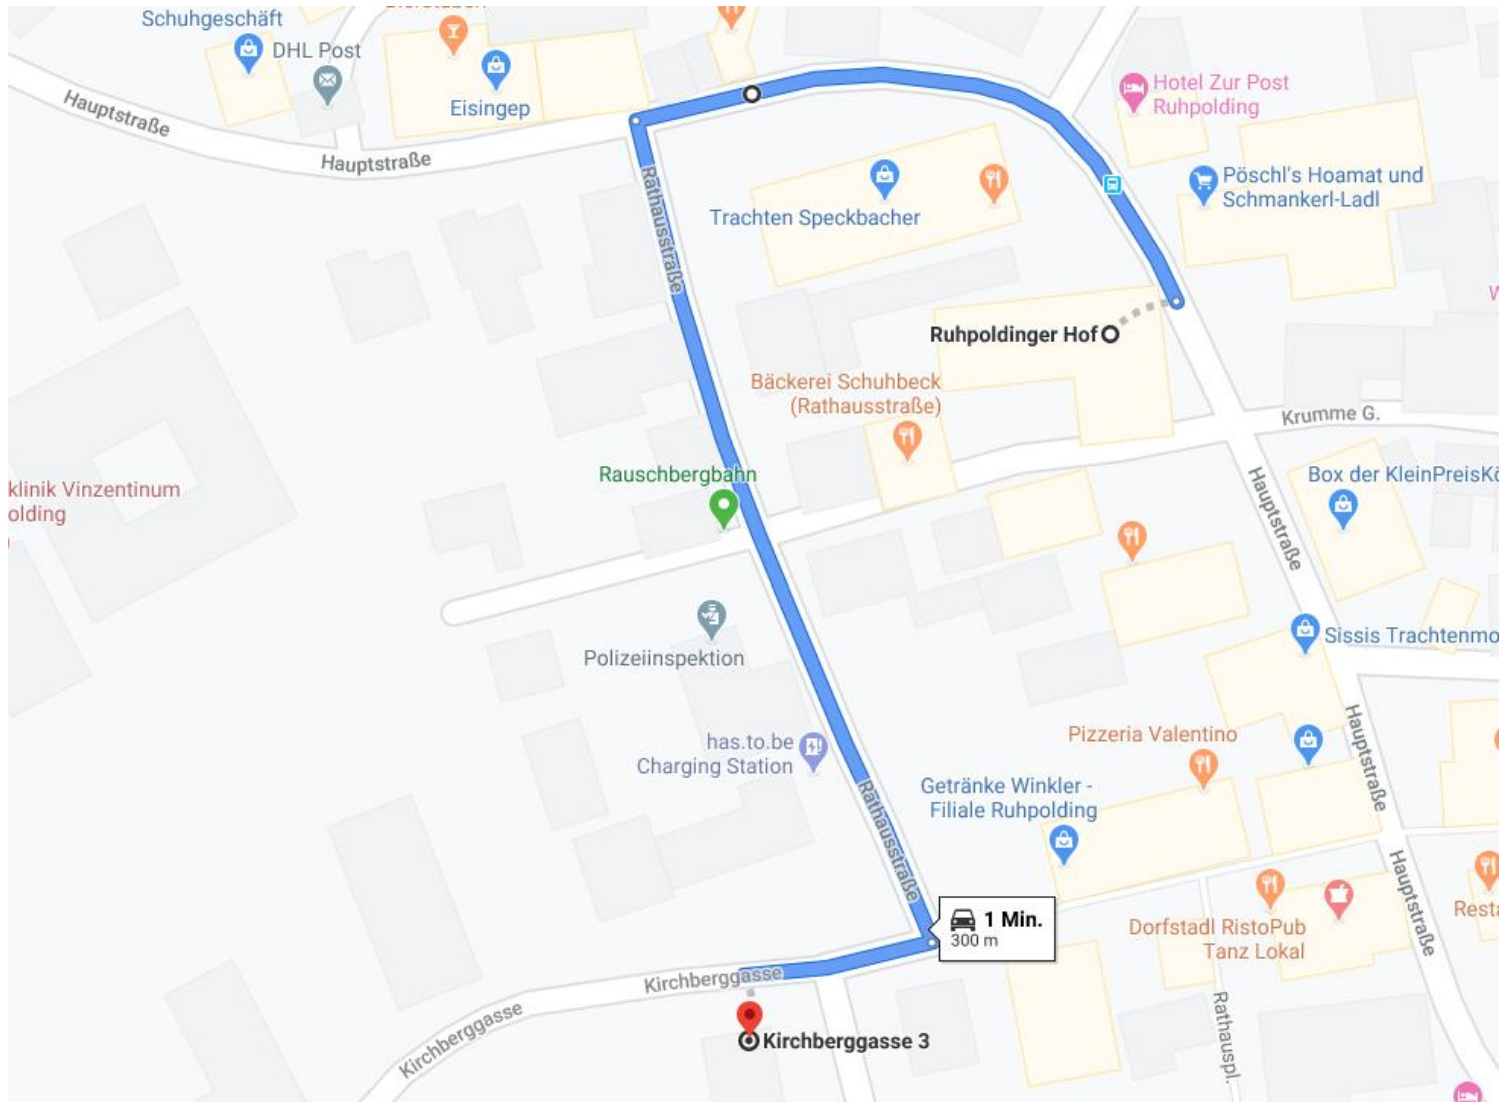 Schuhgeschäft
DHL Post
Eisingep
Hauptstraße
Hauptstraße
Hotel Zur Post
Ruhpolding
Pöschl's Hoamat und
Schmankerl-Ladl
Trachten Speckbacher
Rathausstraße
Ruhpoldinger Hof
W
Bäckerei Schuhbeck
(Rathausstraße)
Krumme G.
Rauschbergbahn
klinik Vinzentinum
olding
Hauptstraße
Box der KleinPreisKö
Polizeiinspektion
Sissis Trachtenmo
has.to.be
Charging Station
Pizzeria Valentino
Hauptstraße
Getränke Winkler -
Filiale Ruhpolding
Rathausstraße
Hauptstraße
1 Min.
300 m
Dorfstadl RistoPub
Tanz Lokal
Resta
Kirchberggasse
Kirchberggasse
Rathauspl.
Kirchberggasse 3